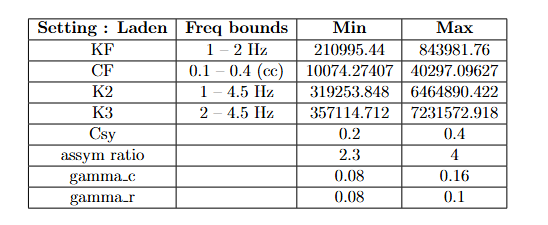 Setting : Laden Freq bounds Min Max
KF 1 – 2 Hz 210995.44 843981.76
CF 0.1 – 0.4 (cc) 10074.27407 40297.09627
K2 1 – 4.5 Hz 319253.848 6464890.422
K3 2 – 4.5 Hz 357114.712 7231572.918
Csy 0.2 0.4
assym ratio 2.3 4
gamma_c 0.08 0.16
gamma_r 0.08 0.1